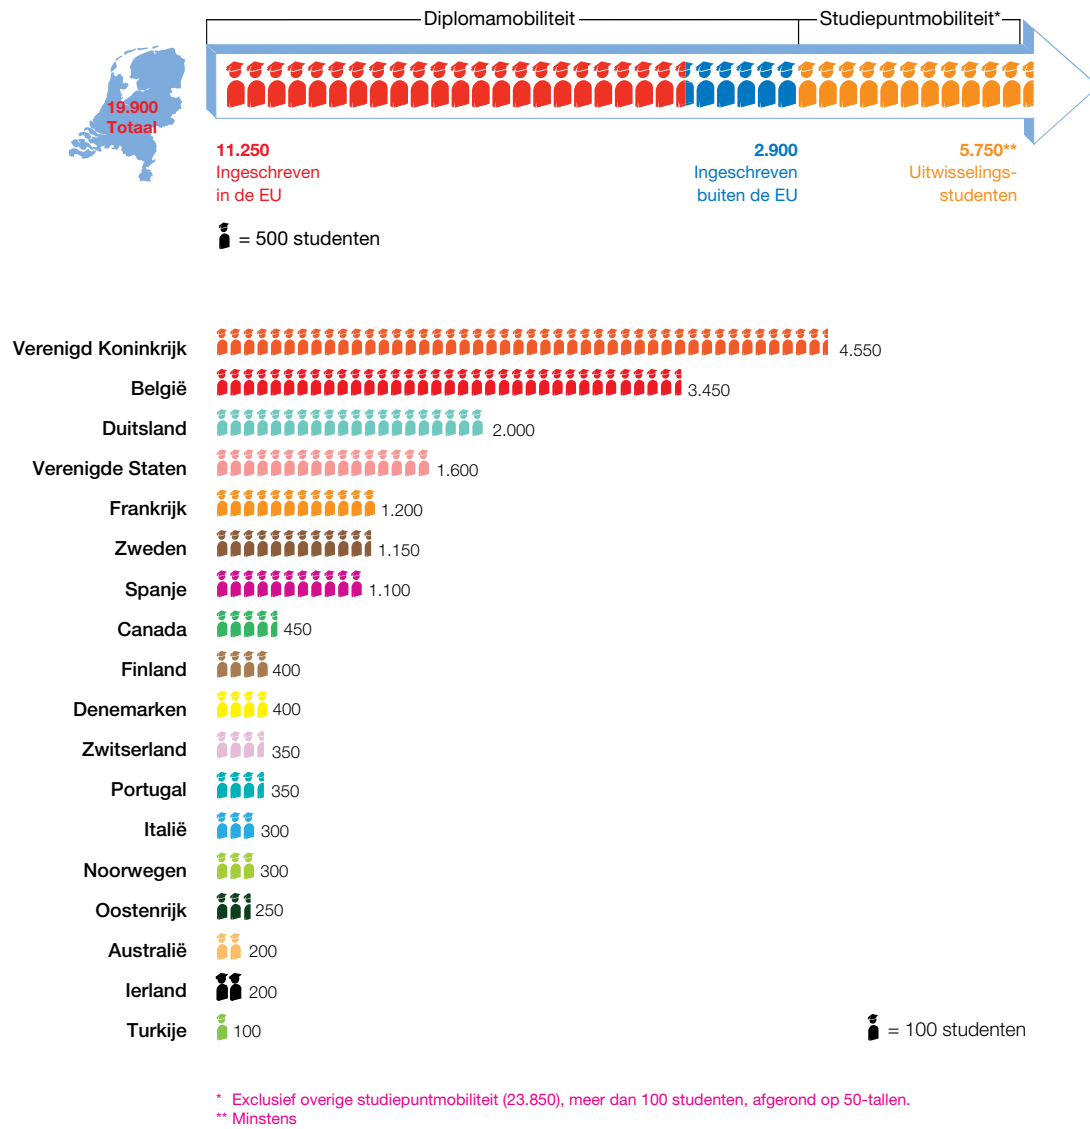 Diplomamobiliteit
Studiepuntmobiliteit*
19.900
Totaal
11.250
Ingeschreven
in de EU
2.900
Ingeschreven
buiten de EU
5.750**
Uitwisselings-
studenten
= 500 studenten
Verenigd Koninkrijk 4.550
België 3.450
Duitsland 2.000
Verenigde Staten 1.600
Frankrijk 1.200
Zweden 1.150
Spanje 1.100
Canada 450
Finland 400
Denemarken 400
Zwitserland 350
Portugal 350
Italië 300
Noorwegen 300
Oostenrijk 250
Australië 200
Ierland 200
Turkije 100
= 100 studenten
* Exclusief overige studiepuntmobiliteit (23.850), meer dan 100 studenten, afgerond op 50-tallen.
** Minstens